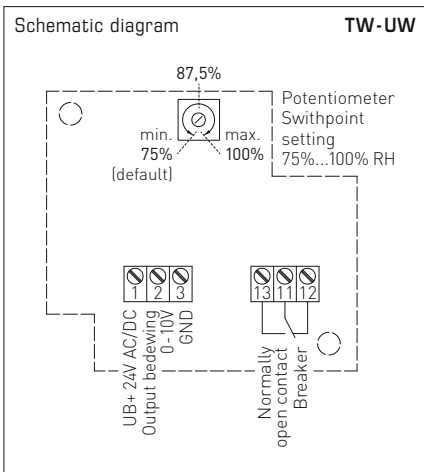 Schematic diagram
TW-UW
87,5%
Potentiometer
Swithpoint
setting
75%...100% RH
min.
75%
(default)
max.
100%
1
2
3
13
11
12
UB+ 24V AC/DC
Output bedewing
0-10V
GND
Normally
open contact
Breaker